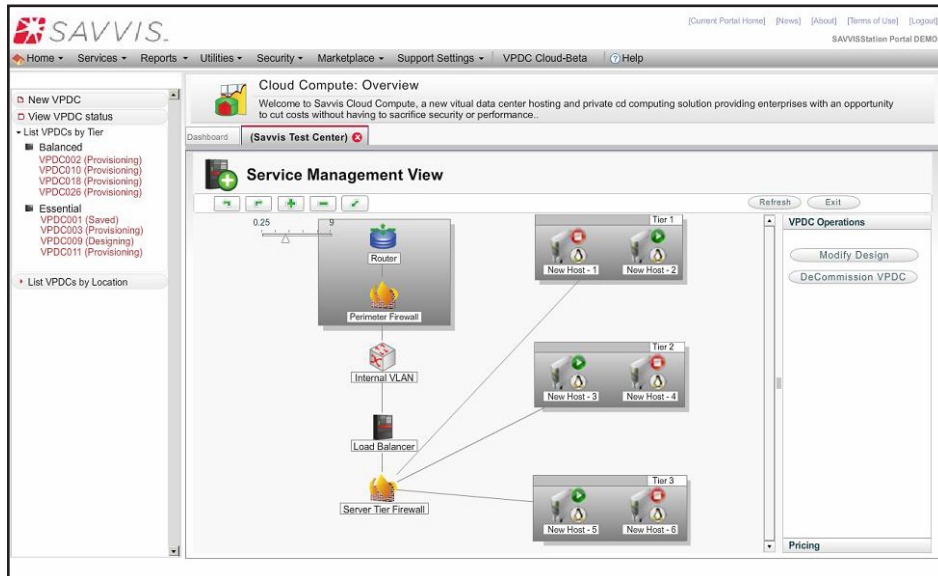 [Current Portal Home] [News] [About] [Terms of Use] [Logout]
SAVVIS
SAVVISStation Portal DEMO
Home Services Reports Utilities Security Marketplace Support Settings VPDC Cloud-Beta ? Help
New VPDC
View VPDC status
List VPDCs by Tier
Balanced
VPDC002 (Provisioning)
VPDC010 (Provisioning)
VPDC018 (Provisioning)
VPDC026 (Provisioning)
Essential
VPDC001 (Saved)
VPDC003 (Provisioning)
VPDC009 (Designing)
VPDC011 (Provisioning)
List VPDCs by Location
Cloud Compute: Overview
Welcome to Savvis Cloud Compute, a new vitual data center hosting and private cd computing solution providing enterprises with an opportunity
to cut costs without having to sacrifice security or performance..
Dashboard (Savvis Test Center)
Service Management View
Refresh Exit
0.25 9
Router
Perimeter Firewall
Internal VLAN
Load Balancer
Server Tier Firewall
Tier 1
New Host - 1 New Host - 2
Tier 2
New Host - 3 New Host - 4
Tier 3
New Host - 5 New Host - 6
VPDC Operations
Modify Design
DeCommission VPDC
Pricing